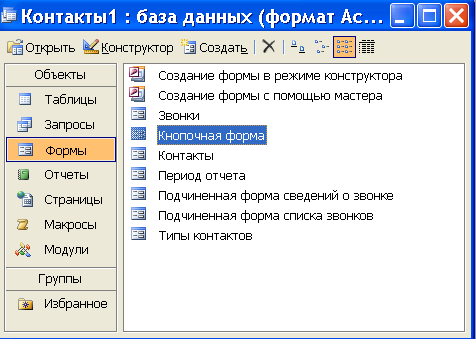 Контакты1 : база данных (формат Ac...
Открыть Конструктор Создать
Объекты
Таблицы
Запросы
Формы
Отчеты
Страницы
Макросы
Модули
Группы
Избранное
Создание формы в режиме конструктора
Создание формы с помощью мастера
Звонки
Кнопочная форма
Контакты
Период отчета
Подчиненная форма сведений о звонке
Подчиненная форма списка звонков
Типы контактов